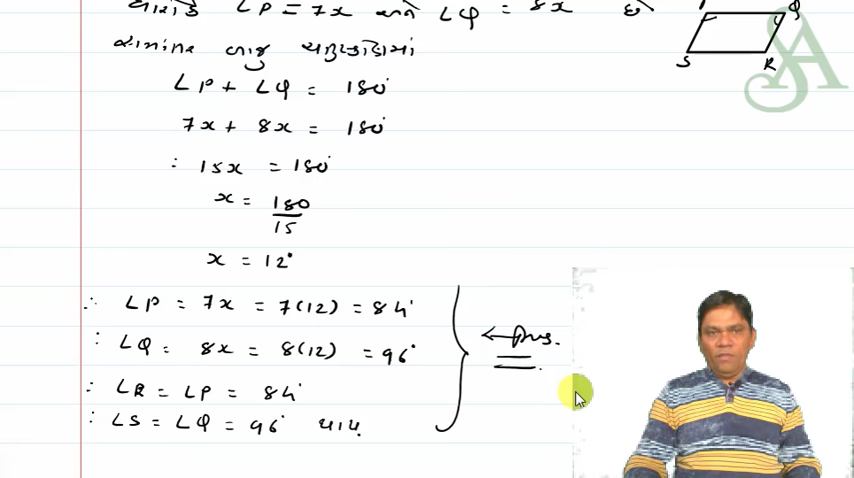 ∠P = 7x અને ∠Q = 8x છે
P Q
S R
∠P + ∠Q = 180°
7x + 8x = 180°
∴ 15x = 180°
x = 180/15
x = 12°
∴ ∠P = 7x = 7(12) = 84°
∴ ∠Q = 8x = 8(12) = 96°
← Ans.
∴ ∠R = ∠P = 84°
∴ ∠S = ∠Q = 96° થાય.